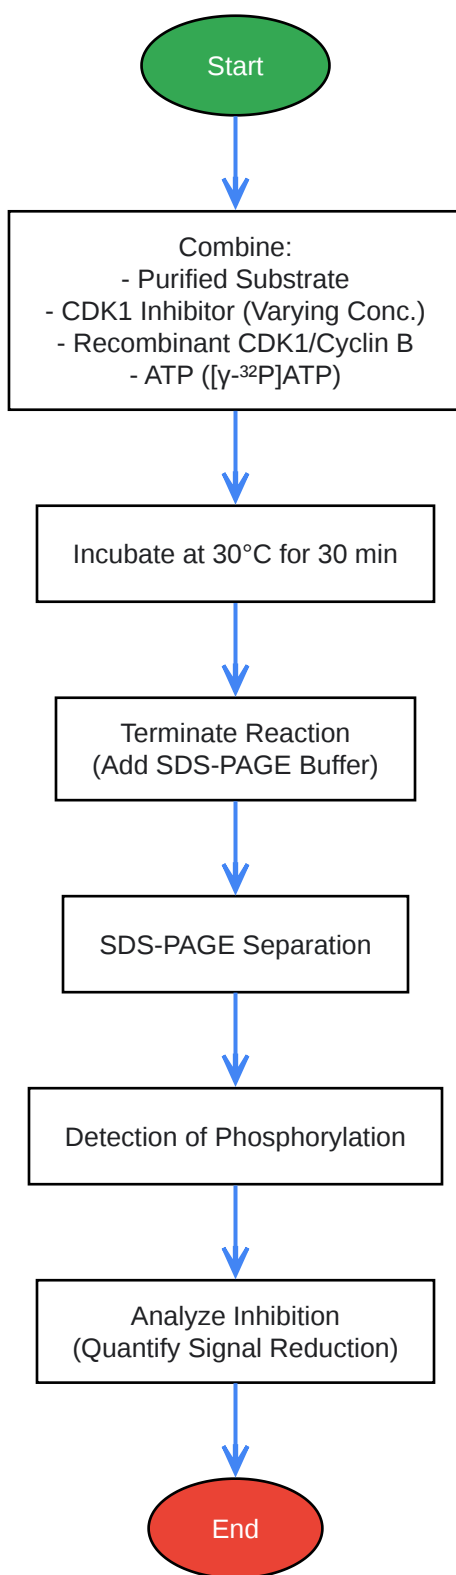 Start
Combine:
- Purified Substrate
- CDK1 Inhibitor (Varying Conc.)
- Recombinant CDK1/Cyclin B
- ATP ([γ-³²P]ATP)
Incubate at 30°C for 30 min
Terminate Reaction
(Add SDS-PAGE Buffer)
SDS-PAGE Separation
Detection of Phosphorylation
Analyze Inhibition
(Quantify Signal Reduction)
End